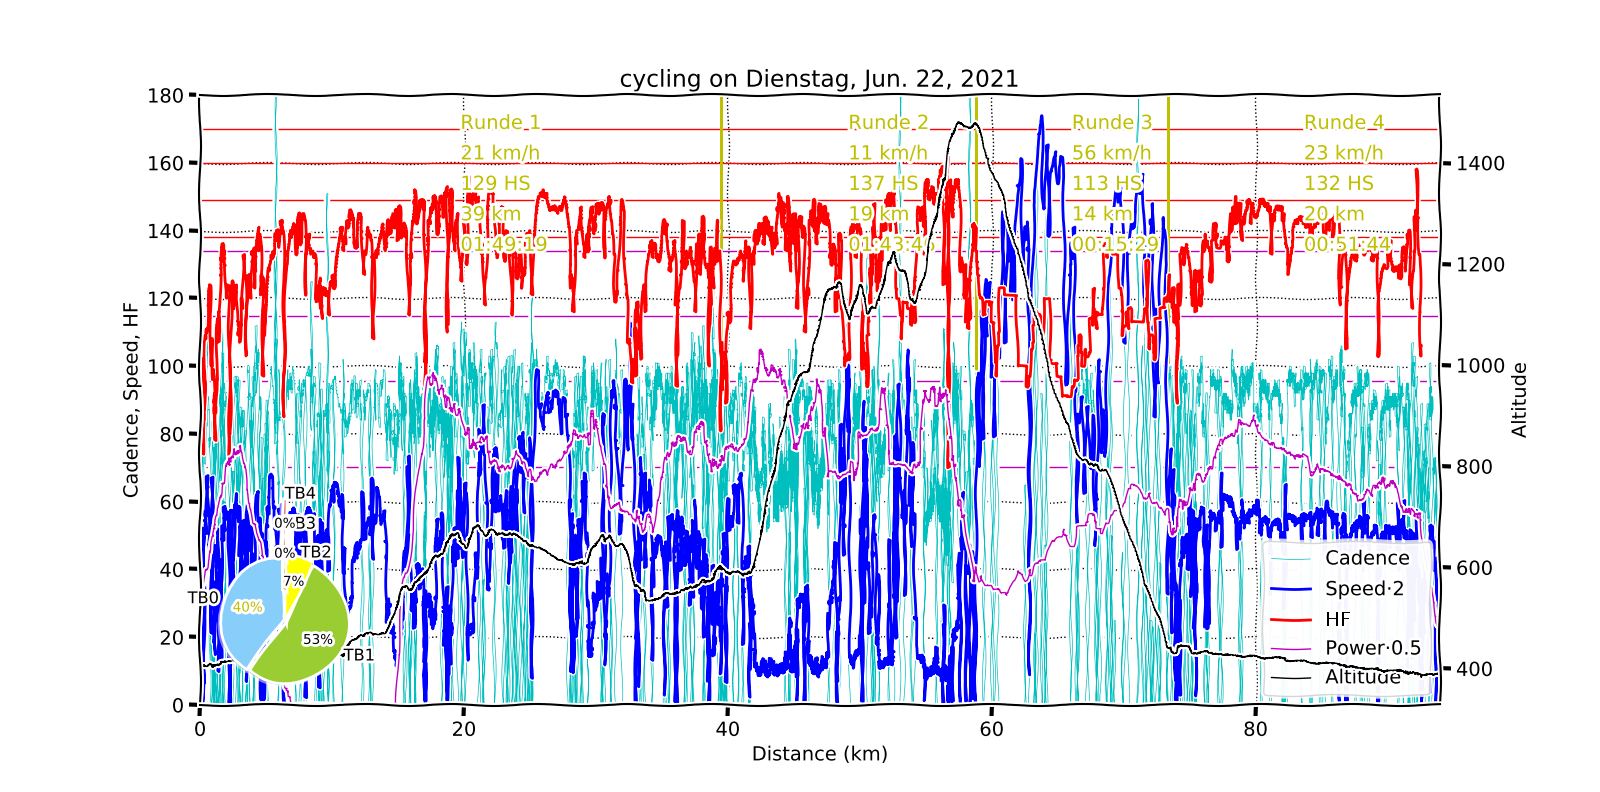 cycling on Dienstag, Jun. 22, 2021
180
160
140
120
100
80
60
40
20
0
Cadence, Speed, HF
Runde 1
21 km/h
129 HS
39 km
01:49:19
Runde 2
11 km/h
137 HS
19 km
01:43:4
Runde 3
56 km/h
113 HS
14 km
00:15:29
Runde 4
23 km/h
132 HS
20 km
00:51:44
1400
1200
1000
800
600
400
Altitude
TB4
0%
B3
0%
TB2
7%
TB0
40%
53%
TB1
Cadence
Speed·2
HF
Power·0.5
Altitude
0
20
40
60
80
Distance (km)